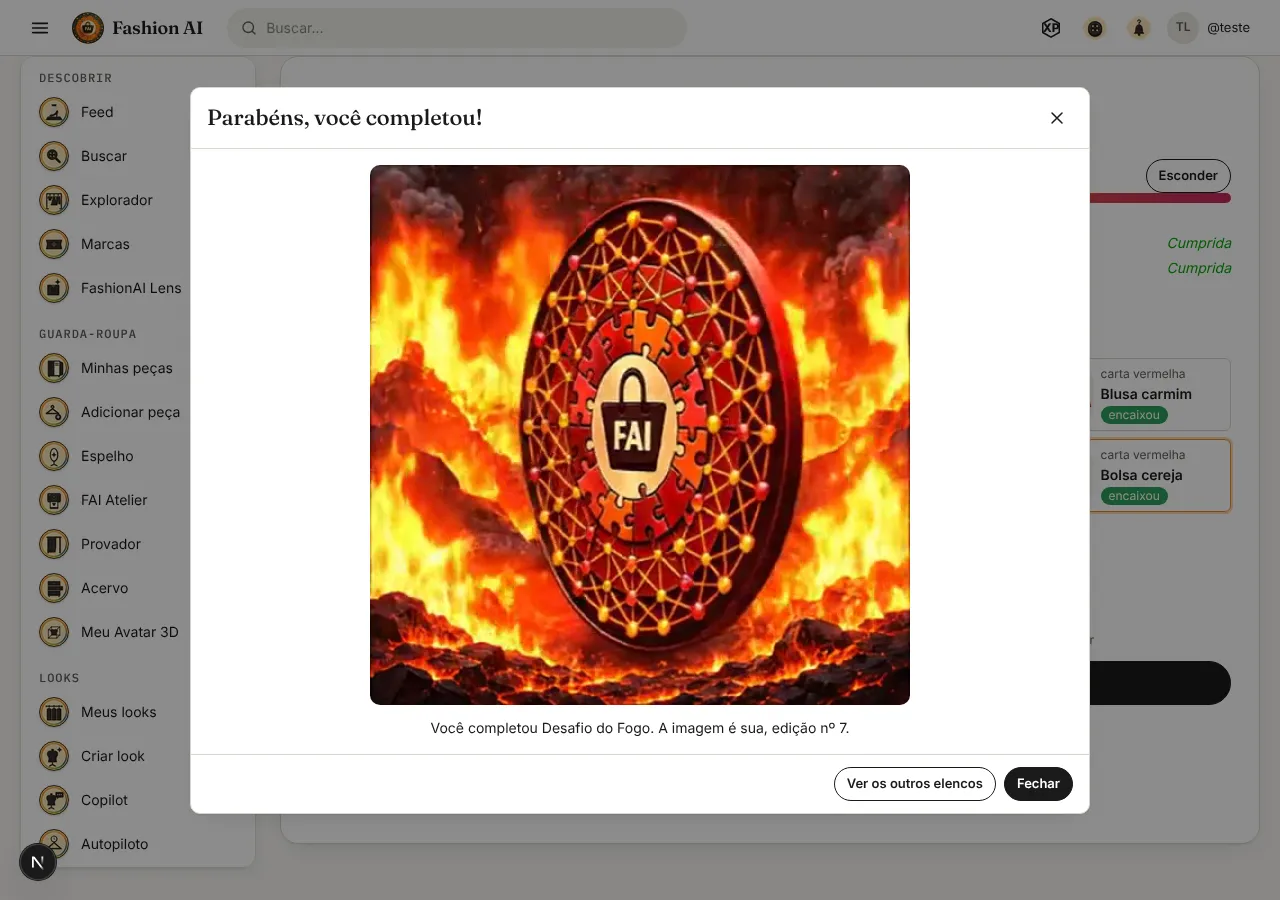 Fashion AI
Buscar...
XP
TL
@teste
DESCOBRIR
Feed
Buscar
Explorador
Marcas
FashionAI Lens
GUARDA-ROUPA
Minhas peças
Adicionar peça
Espelho
FAI Atelier
Provador
Acervo
Meu Avatar 3D
LOOKS
Meus looks
Criar look
Copilot
Autopiloto
N
Parabéns, você completou!
FAI
Você completou Desafio do Fogo. A imagem é sua, edição nº 7.
Ver os outros elencos
Fechar
Esconder
Cumprida
Cumprida
carta vermelha
Blusa carmim
encaixou
carta vermelha
Bolsa cereja
encaixou